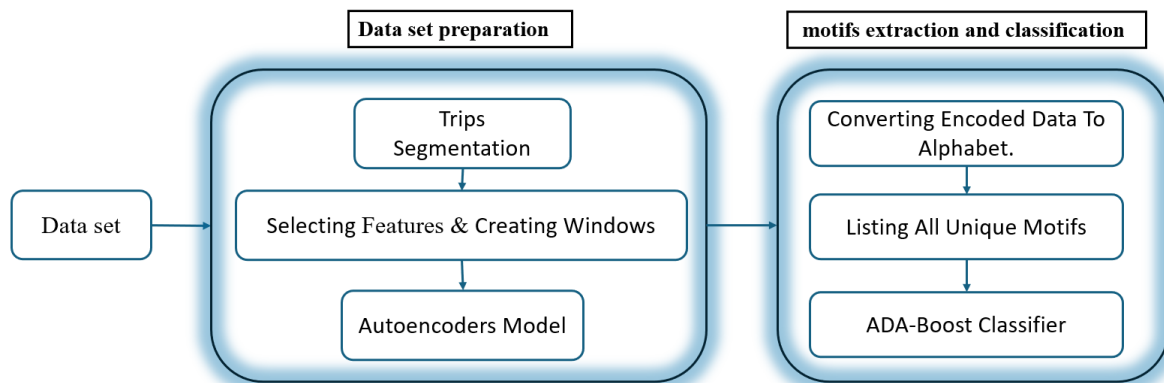 Data set preparation
motifs extraction and classification
Data set
Trips
Segmentation
Selecting Features & Creating Windows
Autoencoders Model
Converting Encoded Data To
Alphabet.
Listing All Unique Motifs
ADA-Boost Classifier